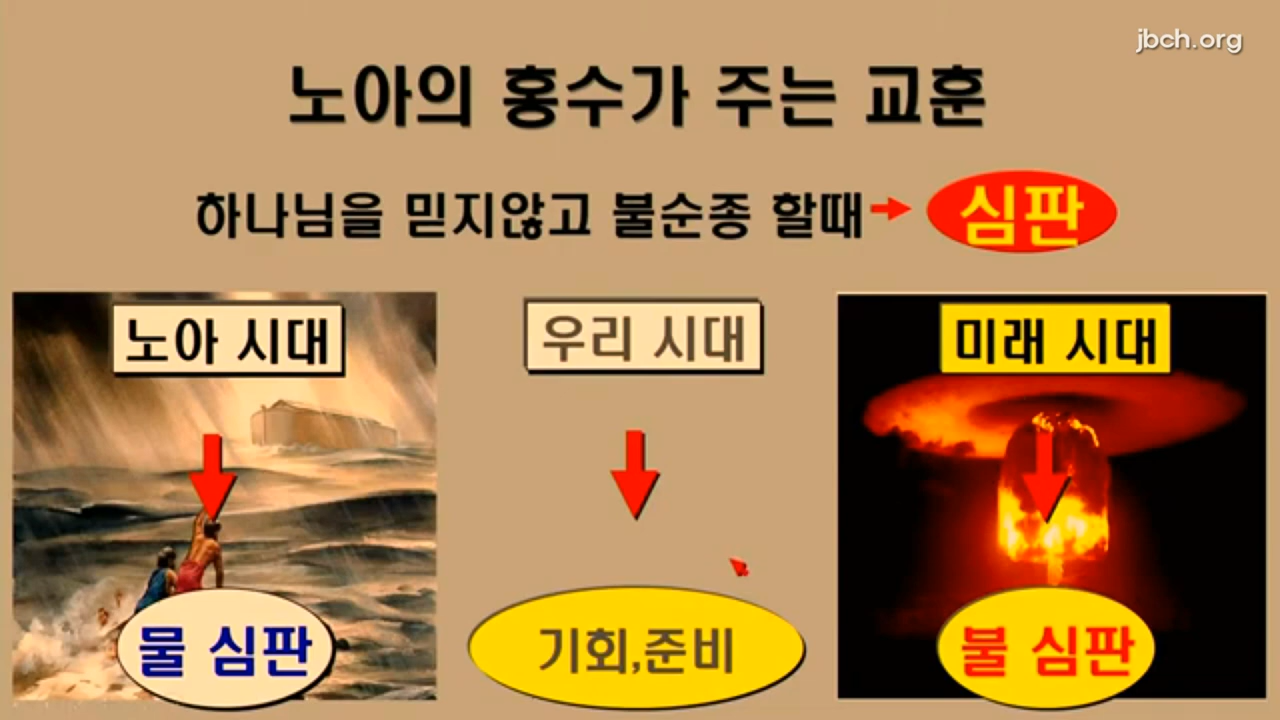 jbch.org
노아의 홍수가 주는 교훈
하나님을 믿지않고 불순종 할때
심판
노아 시대
우리 시대
미래 시대
물 심판
기회,준비
불 심판